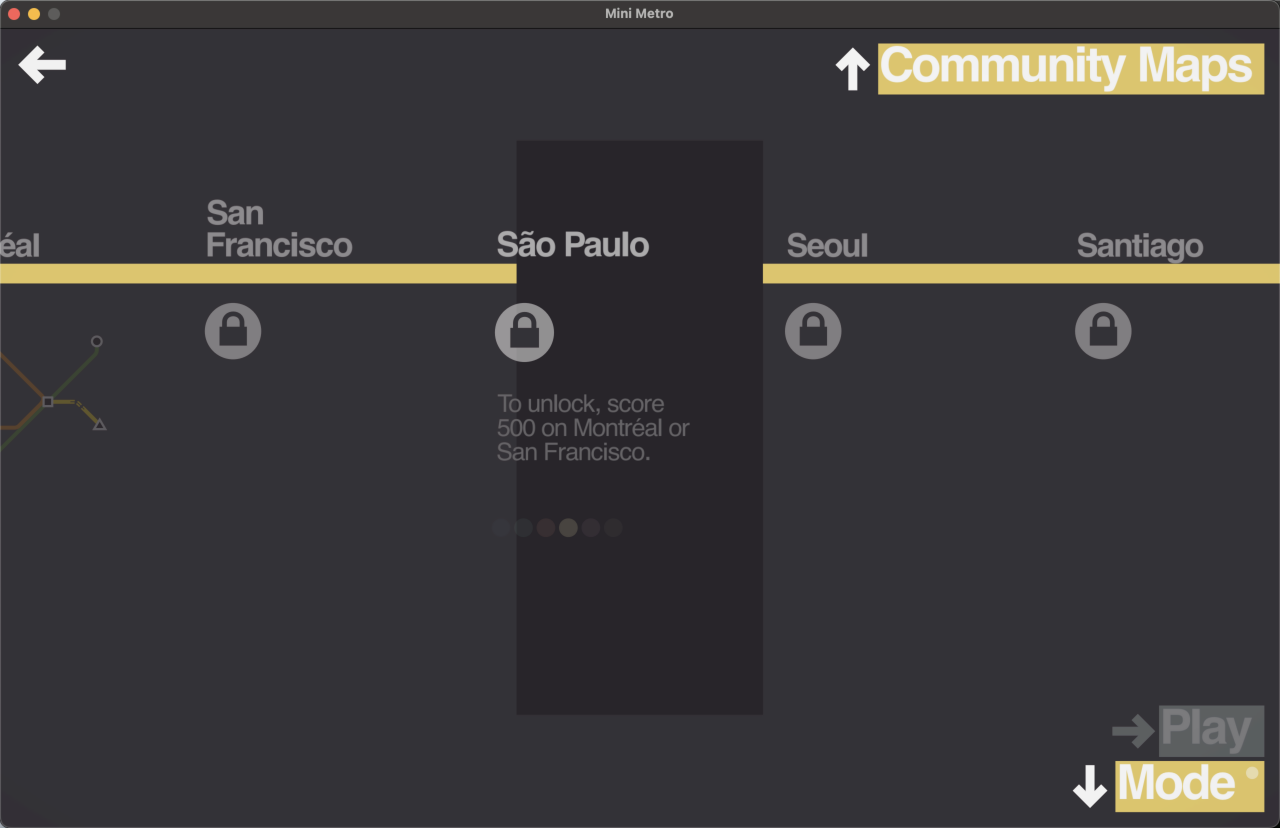 Mini Metro
Community Maps
éal
San
Francisco
São Paulo
Seoul
Santiago
To unlock, score
500 on Montréal or
San Francisco.
Play
Mode